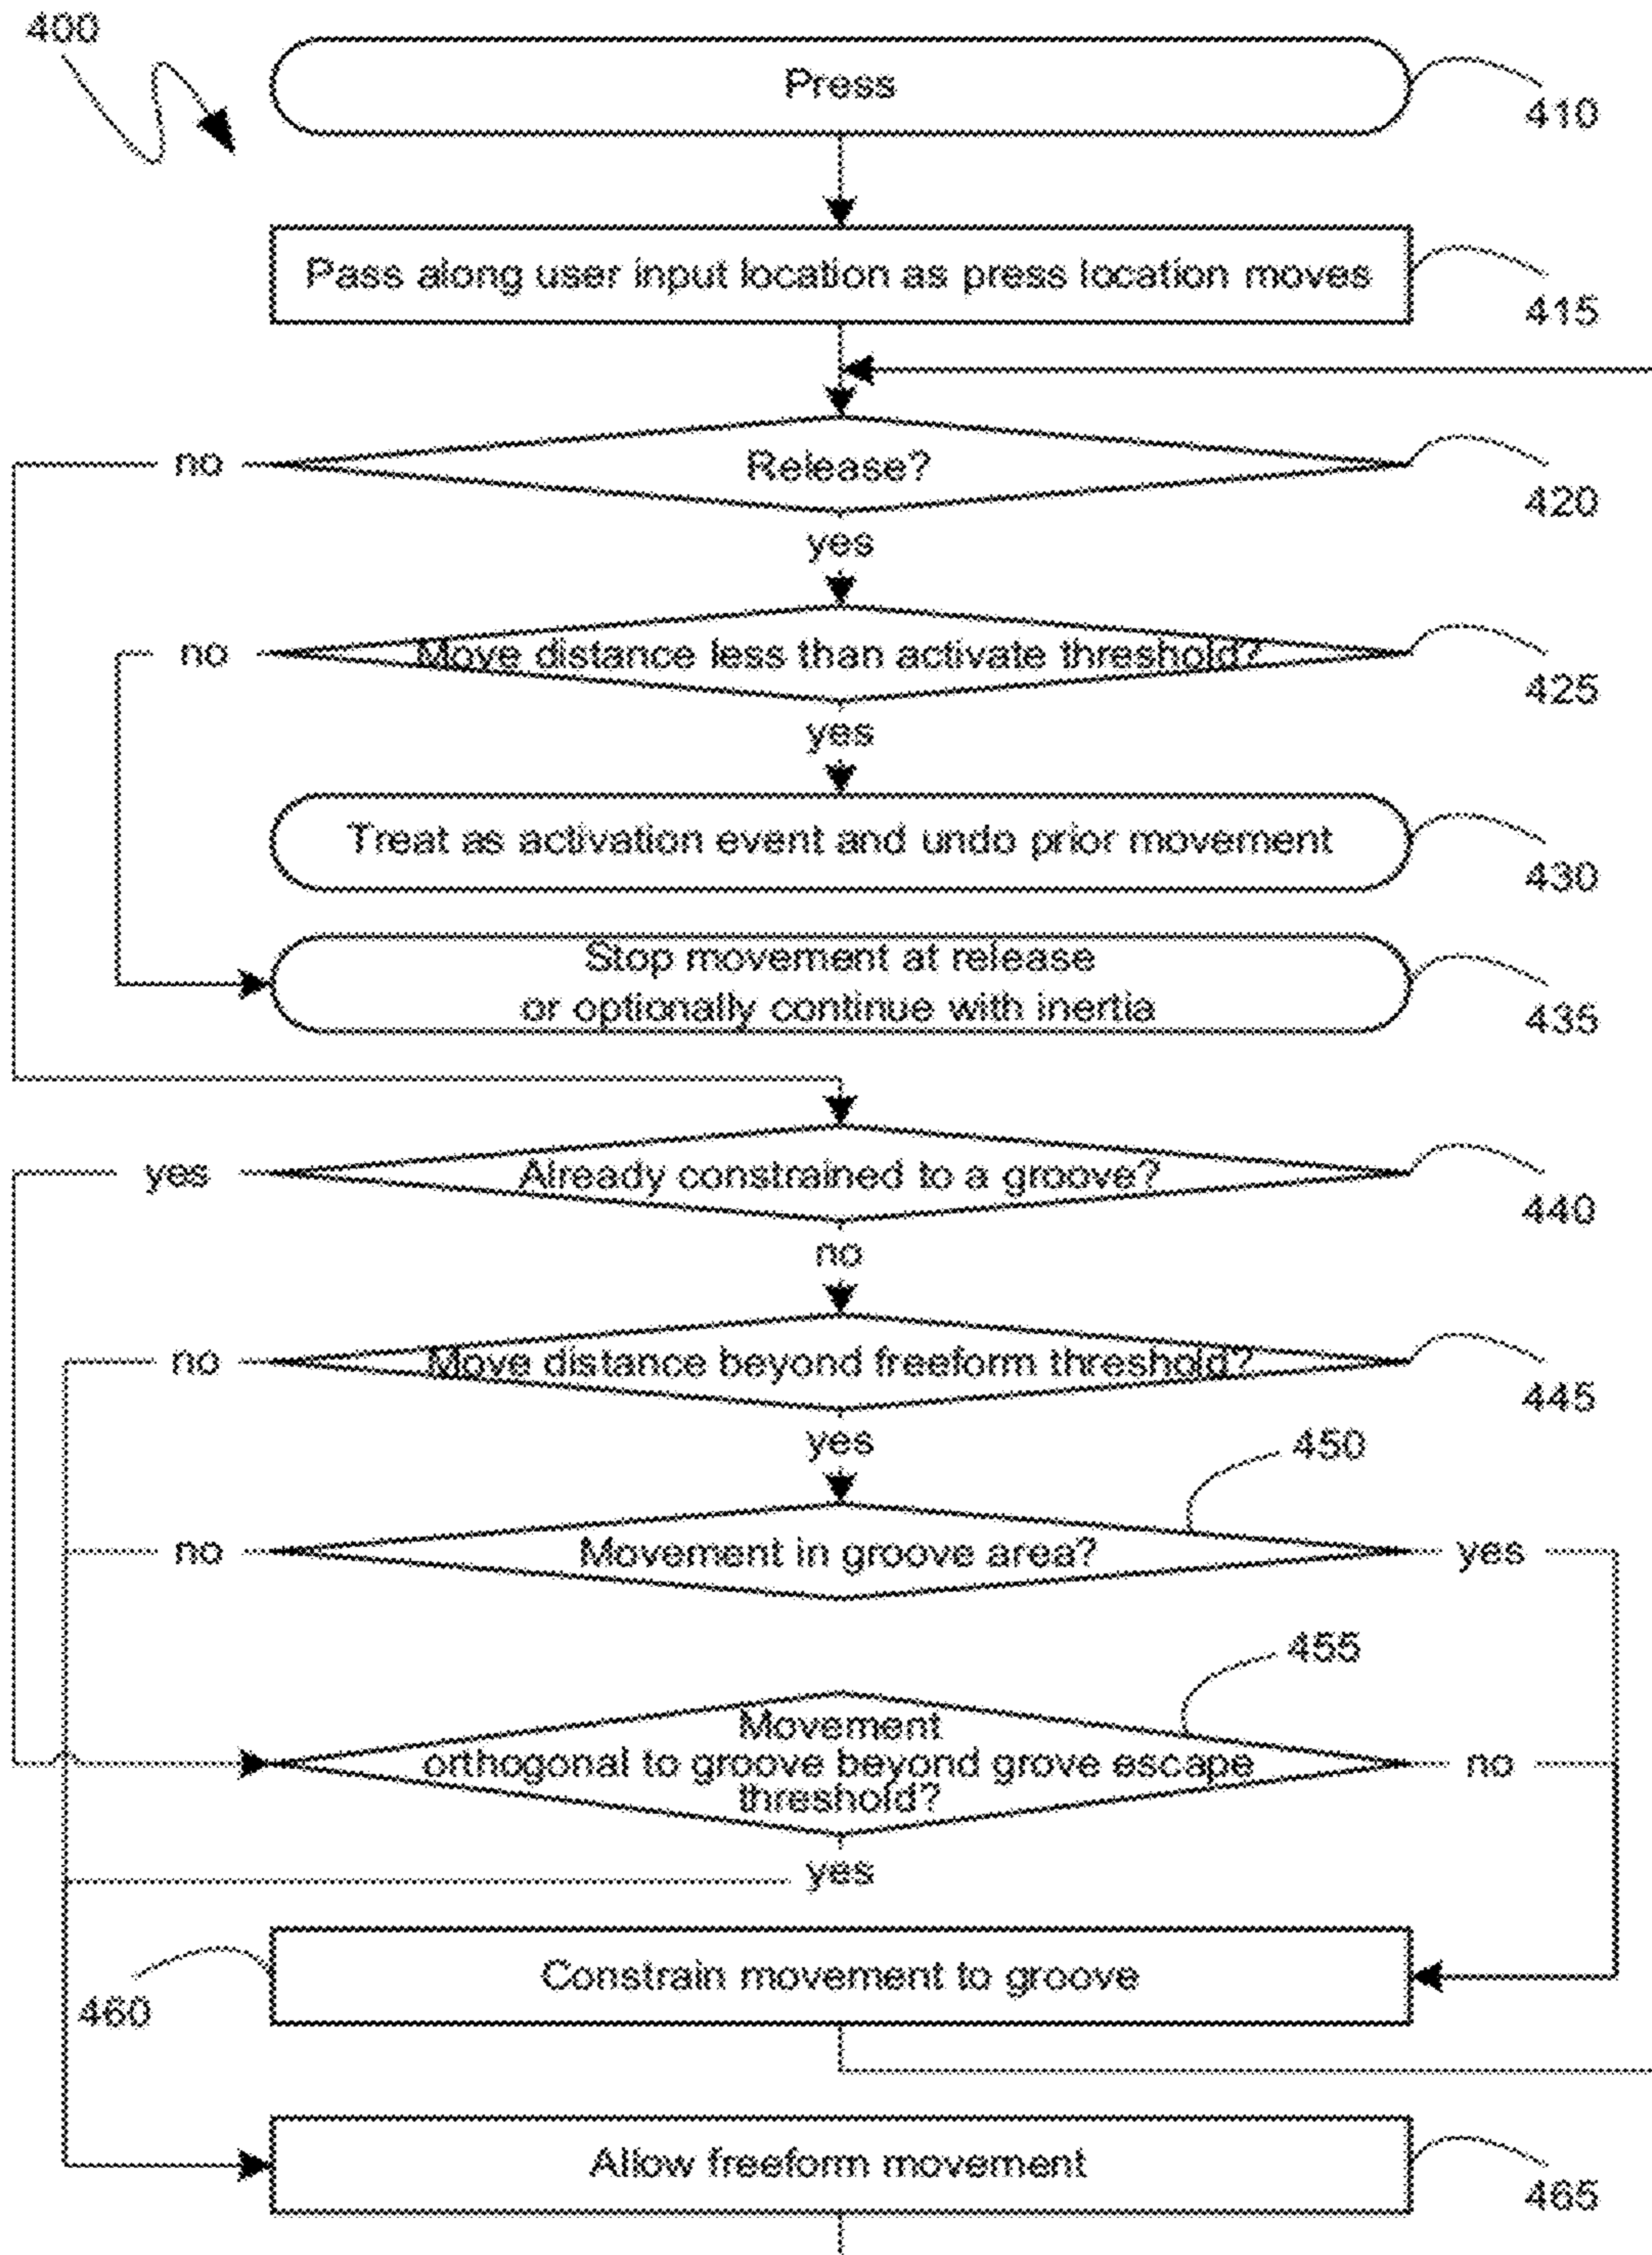 400
Press
410
Pass along user input location as press location moves
415
no
Release?
420
yes
no
Move distance less than activate threshold?
425
yes
Treat as activation event and undo prior movement
430
Stop movement at release
or optionally continue with inertia
435
yes
Already constrained to a groove?
440
no
no
Move distance beyond freeform threshold?
445
yes
450
no
Movement in groove area?
yes
455
Movement
orthogonal to groove beyond grove escape
threshold?
no
yes
Constrain movement to groove
460
Allow freeform movement
465